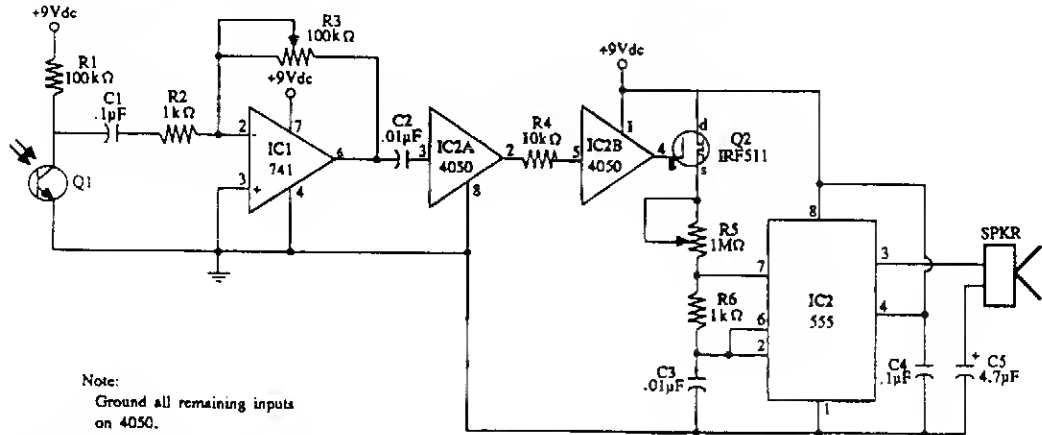 +9Vdc
R1
100kΩ
C1
.1µF
R2
1kΩ
R3
100kΩ
+9Vdc
2
-
7
IC1
741
6
3
+
4
Q1
C2
.01µF
3
IC2A
4050
2
8
R4
10kΩ
+9Vdc
1
5
IC2B
4050
4
d
Q2
IRF511
s
R5
1MΩ
7
R6
1kΩ
6
2
8
IC2
555
3
4
1
SPKR
C3
.01µF
C4
.1µF
+
C5
4.7µF
Note:
Ground all remaining inputs
on 4050.